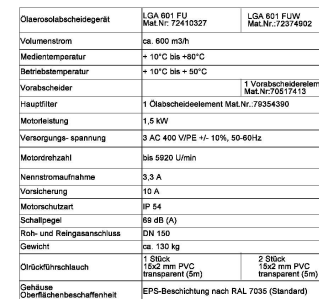 Ölaerosolabscheidegerät LGA 601 FU LGA 601 FUW
Mat.Nr: 72410327 Mat.Nr.:72374902
Volumenstrom ca. 600 m3/h
Medientemperatur + 10°C bis +80°C
Betriebstemperatur + 10°C bis + 50°C
Vorabscheider 1 Vorabscheiderelem
Mat.Nr:70517413
Hauptfilter 1 Ölabscheideelement Mat.Nr.:79354390
Motorleistung 1,5 kW
Versorgungs- spannung 3 AC 400 V/PE +/- 10%, 50-60Hz
Motordrehzahl bis 5920 U/min
Nennstromaufnahme 3,3 A
Vorsicherung 10 A
Motorschutzart IP 54
Schallpegel 69 dB (A)
Roh- und Reingasanschluss DN 150
Gewicht ca. 130 kg
Ölrückführschlauch 1 Stück 2 Stück
15x2 mm PVC 15x2 mm PVC
transparent (5m) transparent (5m)
Gehäuse
Oberflächenbeschaffenheit EPS-Beschichtung nach RAL 7035 (Standard)